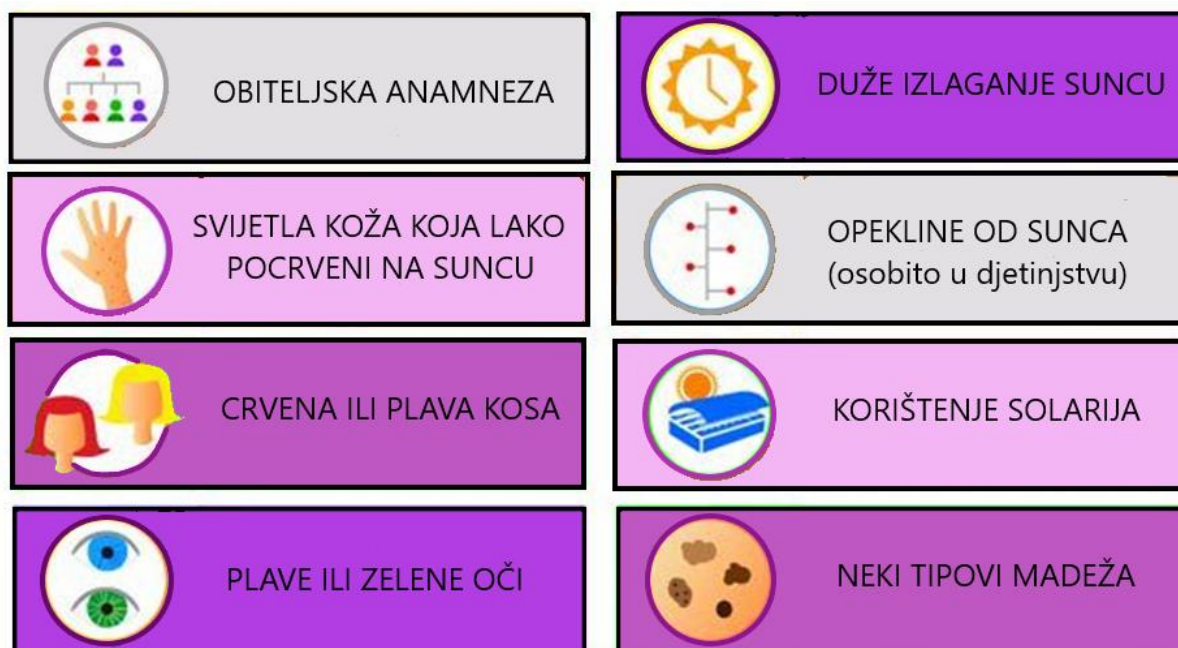 OBITELJSKA ANAMNEZA
SVIJETLA KOŽA KOJA LAKO
POCRVENI NA SUNCU
CRVENA ILI PLAVA KOSA
PLAVE ILI ZELENE OČI
DUŽE IZLAGANJE SUNCU
OPEKLINE OD SUNCA
(osobito u djetinjstvu)
KORIŠTENJE SOLARIJA
NEKI TIPOVI MADEŽA